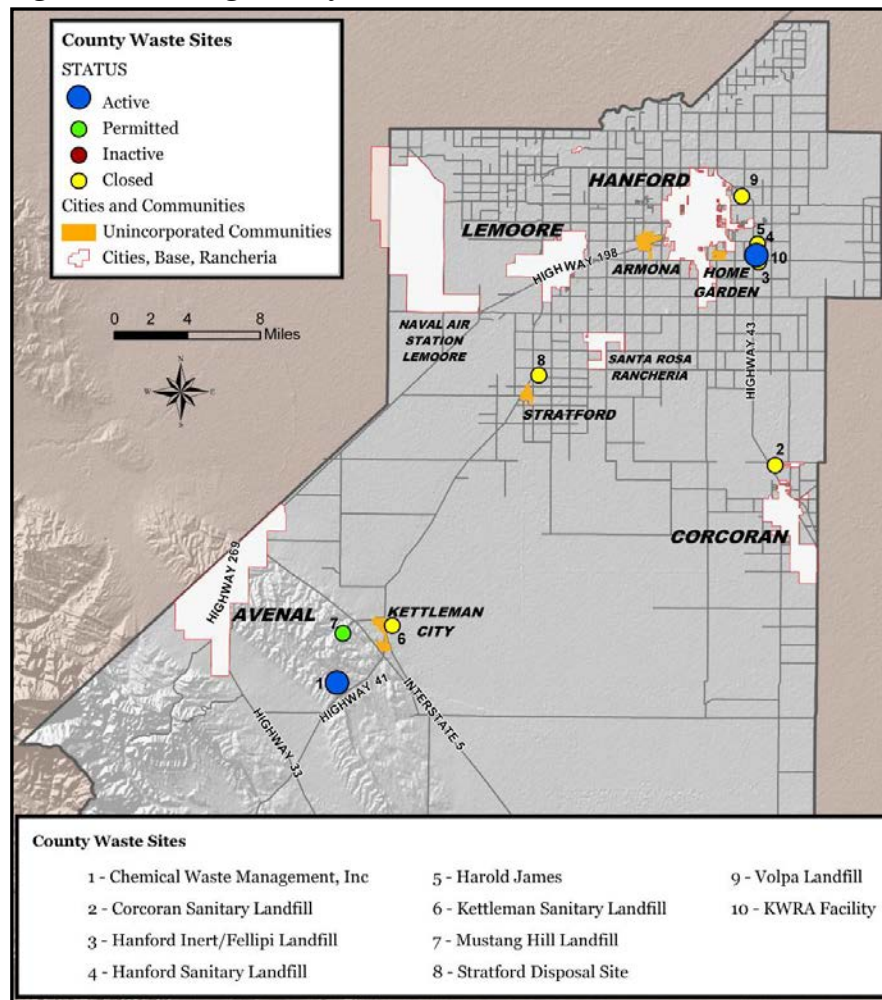 County Waste Sites
STATUS
Active
Permitted
Inactive
Closed
Cities and Communities
Unincorporated Communities
Cities, Base, Rancheria
0 2 4 8
Miles
N
W E
S
HANFORD
9
LEMOORE
5
4
10
3
HIGHWAY 198
ARMONA
HOME
GARDEN
NAVAL AIR
STATION
LEMOORE
HIGHWAY 43
SANTA ROSA
RANCHERIA
8
STRATFORD
2
CORCORAN
HIGHWAY 269
AVENAL
KETTLEMAN
CITY
7
6
1
HIGHWAY 41
INTERSTATE 5
HIGHWAY 33
County Waste Sites
1 - Chemical Waste Management, Inc
2 - Corcoran Sanitary Landfill
3 - Hanford Inert/Fellipi Landfill
4 - Hanford Sanitary Landfill
5 - Harold James
6 - Kettleman Sanitary Landfill
7 - Mustang Hill Landfill
8 - Stratford Disposal Site
9 - Volpa Landfill
10 - KWRA Facility